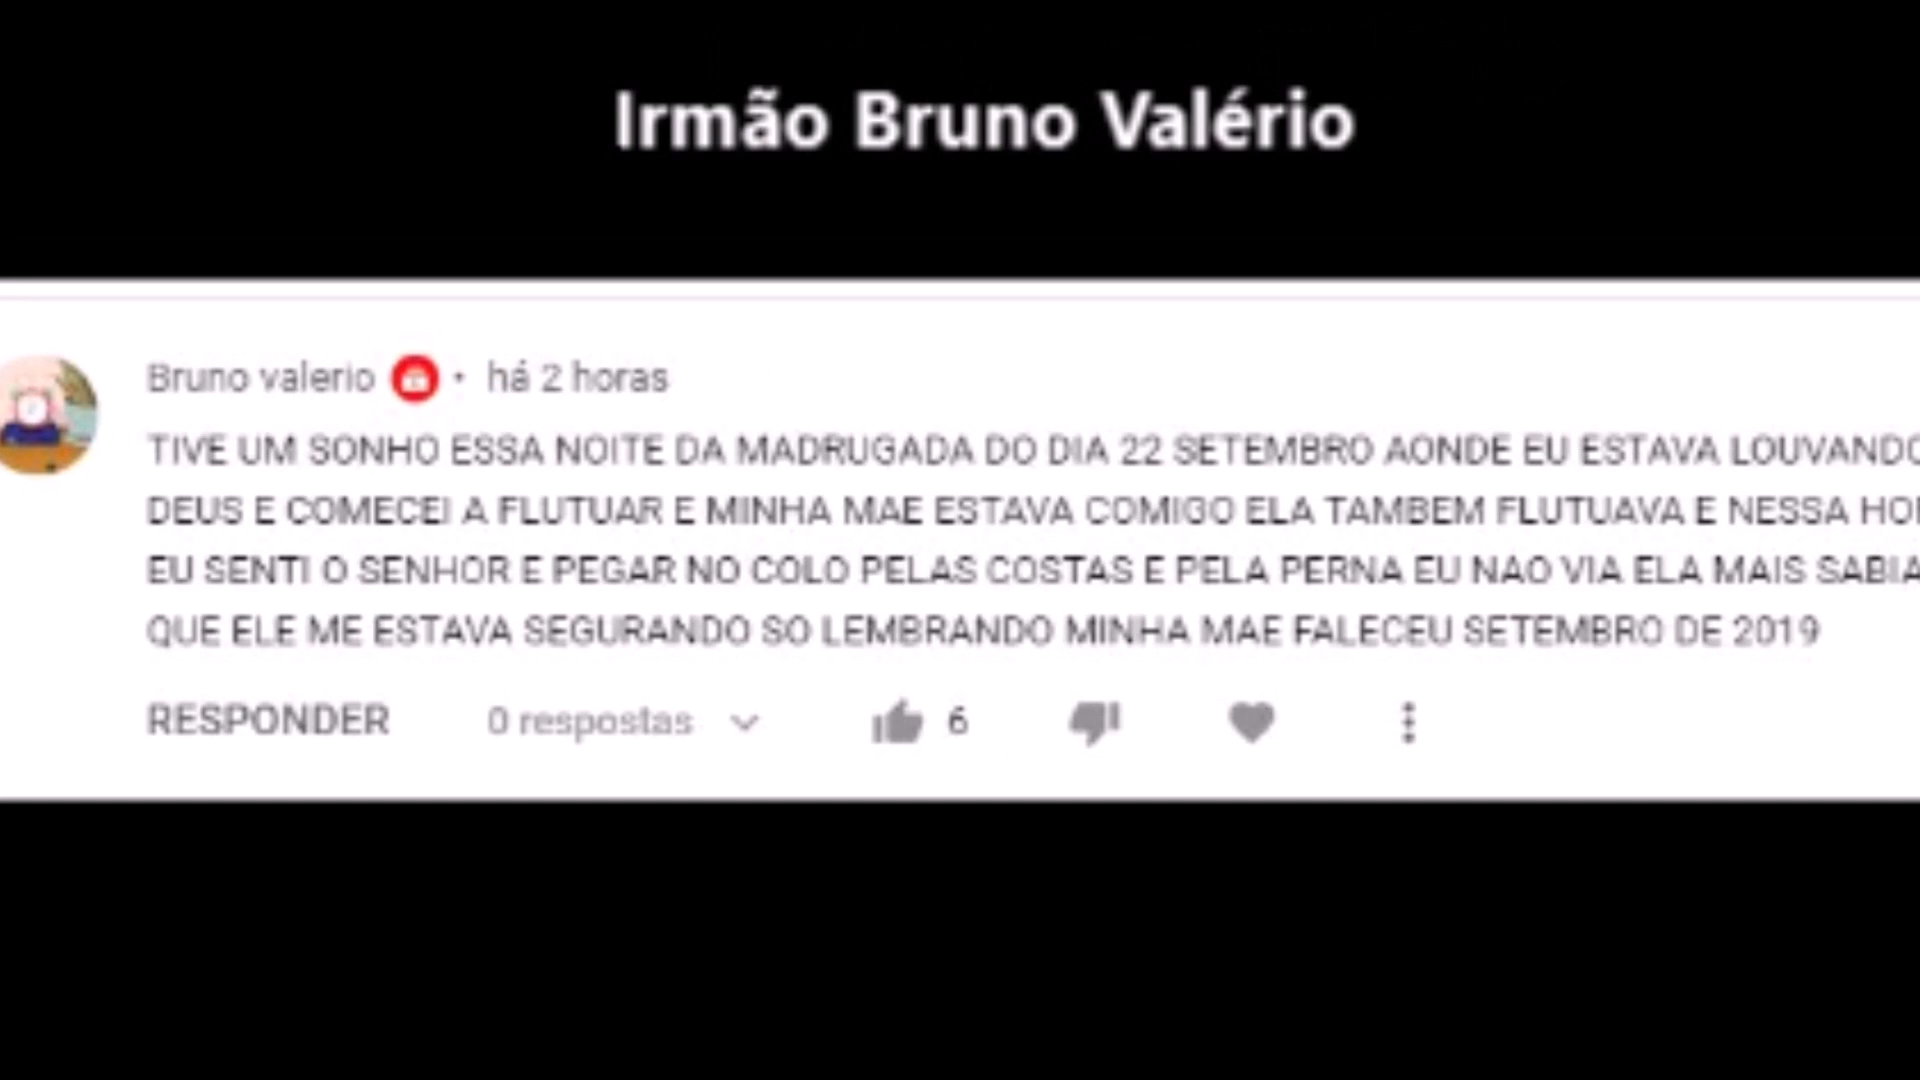 Irmão Bruno Valério
Bruno valerio • há 2 horas
TIVE UM SONHO ESSA NOITE DA MADRUGADA DO DIA 22 SETEMBRO AONDE EU ESTAVA LOUVANDO
DEUS E COMECEI A FLUTUAR E MINHA MAE ESTAVA COMIGO ELA TAMBEM FLUTUAVA E NESSA
EU SENTI O SENHOR E PEGAR NO COLO PELAS COSTAS E PELA PERNA EU NAO VIA ELA MAIS SABIA
QUE ELE ME ESTAVA SEGURANDO SO LEMBRANDO MINHA MAE FALECEU SETEMBRO DE 2019
RESPONDER 0 respostas 6